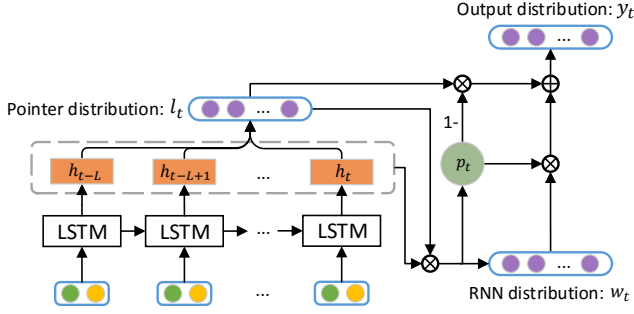 Output distribution: y_t
...
Pointer distribution: l_t
...
1-
p_t
h_{t-L}
h_{t-L+1}
...
h_t
LSTM
LSTM
...
LSTM
...
...
RNN distribution: w_t